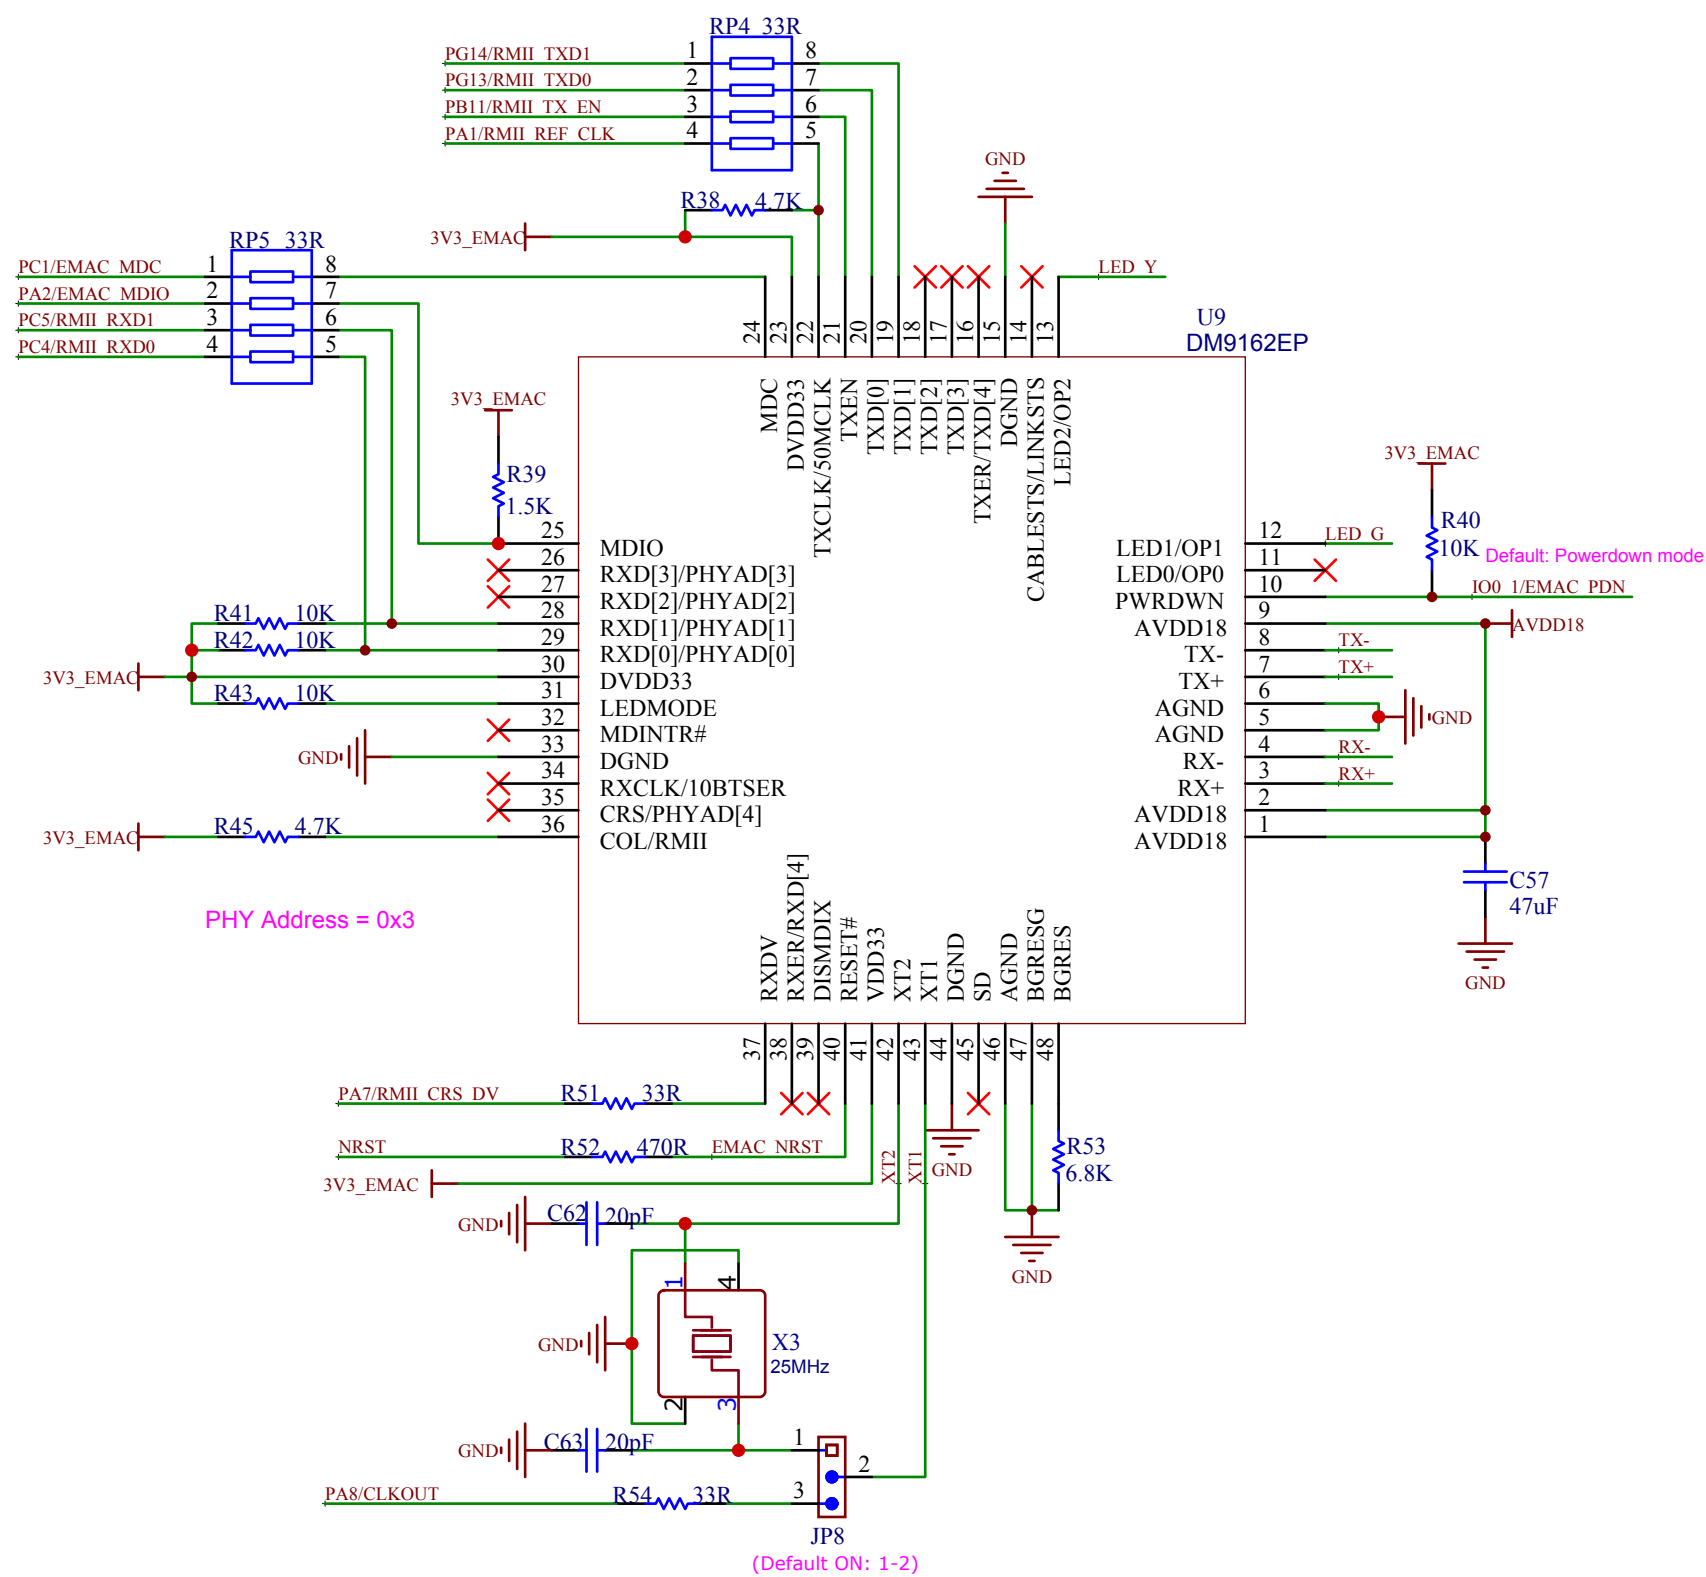 RP4 33R
PG14/RMII_TXD1 1 8
PG13/RMII_TXD0 2 7
PB11/RMII_TX_EN 3 6
PA1/RMII_REF_CLK 4 5
GND
R38 4.7K
3V3_EMAC
RP5 33R
PC1/EMAC_MDC 1 8
PA2/EMAC_MDIO 2 7
PC5/RMII_RXD1 3 6
PC4/RMII_RXD0 4 5
LED_Y
U9
DM9162EP
24 23 22 21 20 19 18 17 16 15 14 13
MDC
DVDD33
TXCLK/50MCLK
TXEN
TXD[0]
TXD[1]
TXD[2]
TXD[3]
TXER/TXD[4]
DGND
CABLESTS/LINKSTS
LED2/OP2
3V3_EMAC
R39
1.5K
25 MDIO
26 RXD[3]/PHYAD[3]
27 RXD[2]/PHYAD[2]
R41 10K 28 RXD[1]/PHYAD[1]
R42 10K 29 RXD[0]/PHYAD[0]
3V3_EMAC 30 DVDD33
R43 10K 31 LEDMODE
32 MDINTR#
GND 33 DGND
34 RXCLK/10BTSER
35 CRS/PHYAD[4]
3V3_EMAC R45 4.7K 36 COL/RMII
3V3_EMAC
R40
10K
Default: Powerdown mode
LED1/OP1 12 LED_G
LED0/OP0 11
PWRDWN 10 IO0_1/EMAC_PDN
AVDD18 9 AVDD18
TX- 8 TX-
TX+ 7 TX+
AGND 6
AGND 5
GND
RX- 4 RX-
RX+ 3 RX+
AVDD18 2
AVDD18 1
C57
47uF
GND
PHY Address = 0x3
RXDV
RXER/RXD[4]
DISMDIX
RESET#
VDD33
XT2
XT1
DGND
SD
AGND
BGRESG
BGRES
37 38 39 40 41 42 43 44 45 46 47 48
PA7/RMII_CRS_DV R51 33R
NRST R52 470R EMAC_NRST
XT2
XT1
GND
R53
6.8K
3V3_EMAC
GND C62 20pF
GND
1 4
GND
X3
25MHz
2 3
GND C63 20pF 1
2
PA8/CLKOUT R54 33R 3
JP8
(Default ON: 1-2)